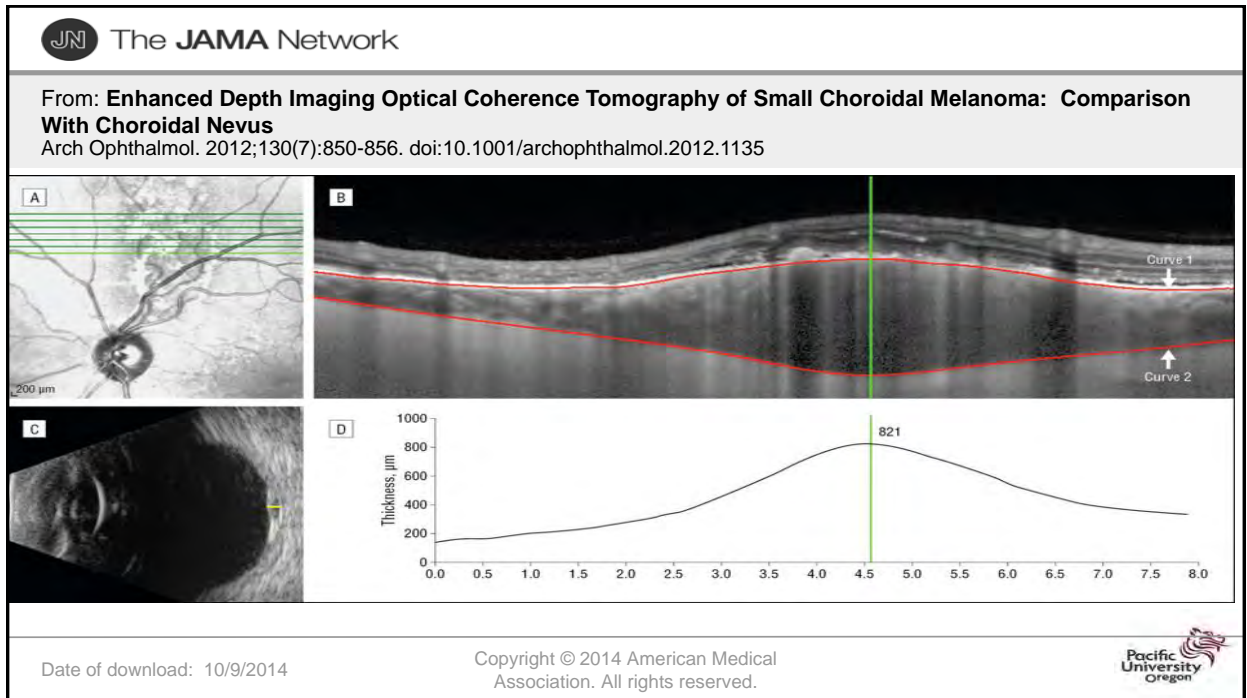 JN The JAMA Network
From: Enhanced Depth Imaging Optical Coherence Tomography of Small Choroidal Melanoma: Comparison
With Choroidal Nevus
Arch Ophthalmol. 2012;130(7):850-856. doi:10.1001/archophthalmol.2012.1135
A
200 µm
B
Curve 1
Curve 2
C
D
821
Thickness, µm
1000
800
600
400
200
0
0.0 0.5 1.0 1.5 2.0 2.5 3.0 3.5 4.0 4.5 5.0 5.5 6.0 6.5 7.0 7.5 8.0
Date of download: 10/9/2014
Copyright © 2014 American Medical
Association. All rights reserved.
Pacific
University
Oregon